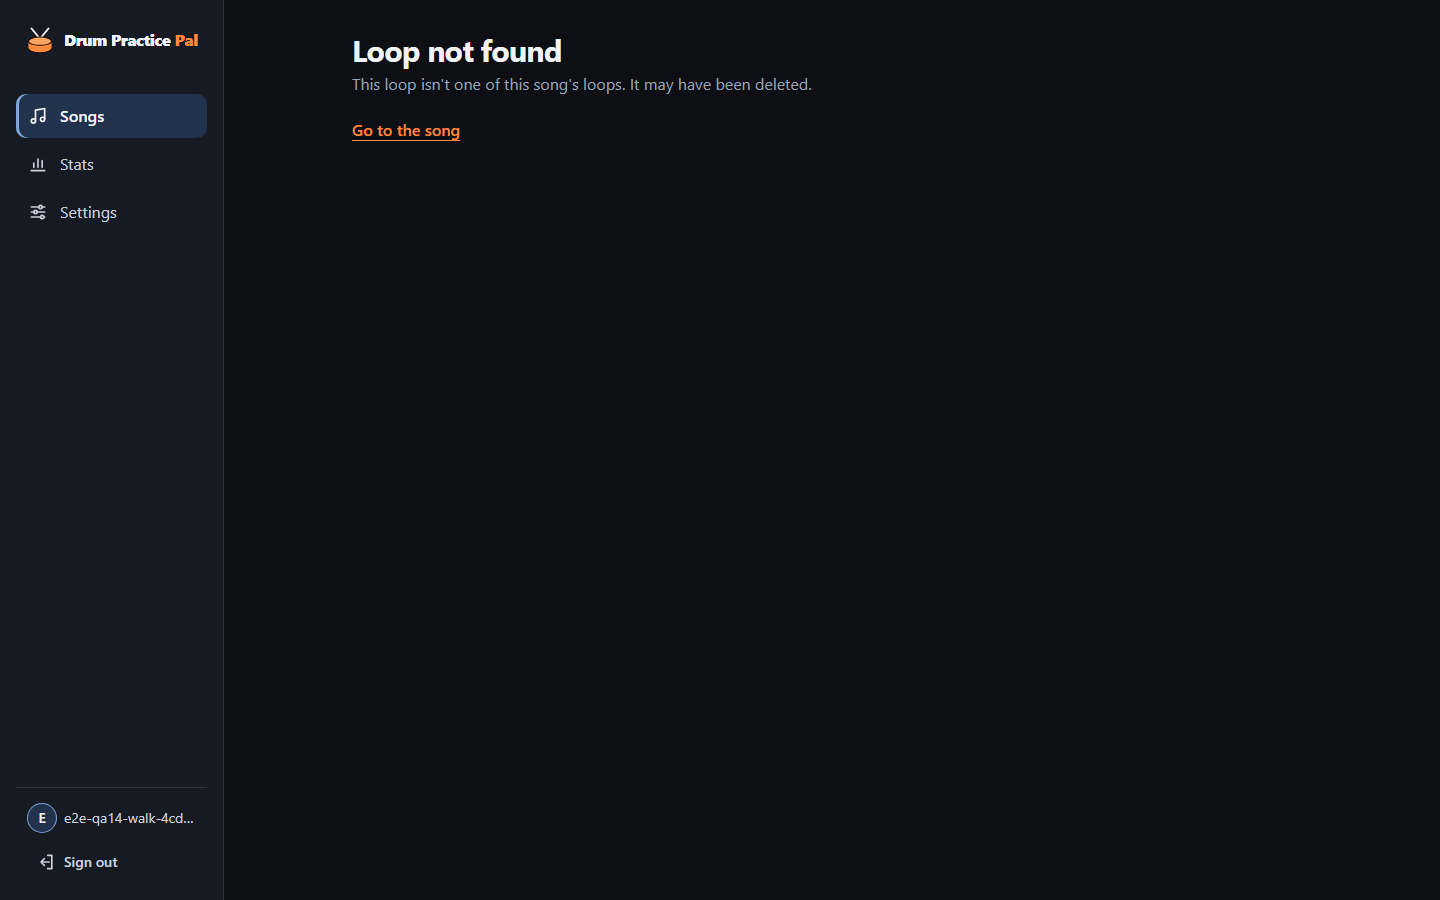 Drum Practice Pal
Songs
Stats
Settings
Loop not found
This loop isn't one of this song's loops. It may have been deleted.
Go to the song
E
e2e-qa14-walk-4cd...
Sign out